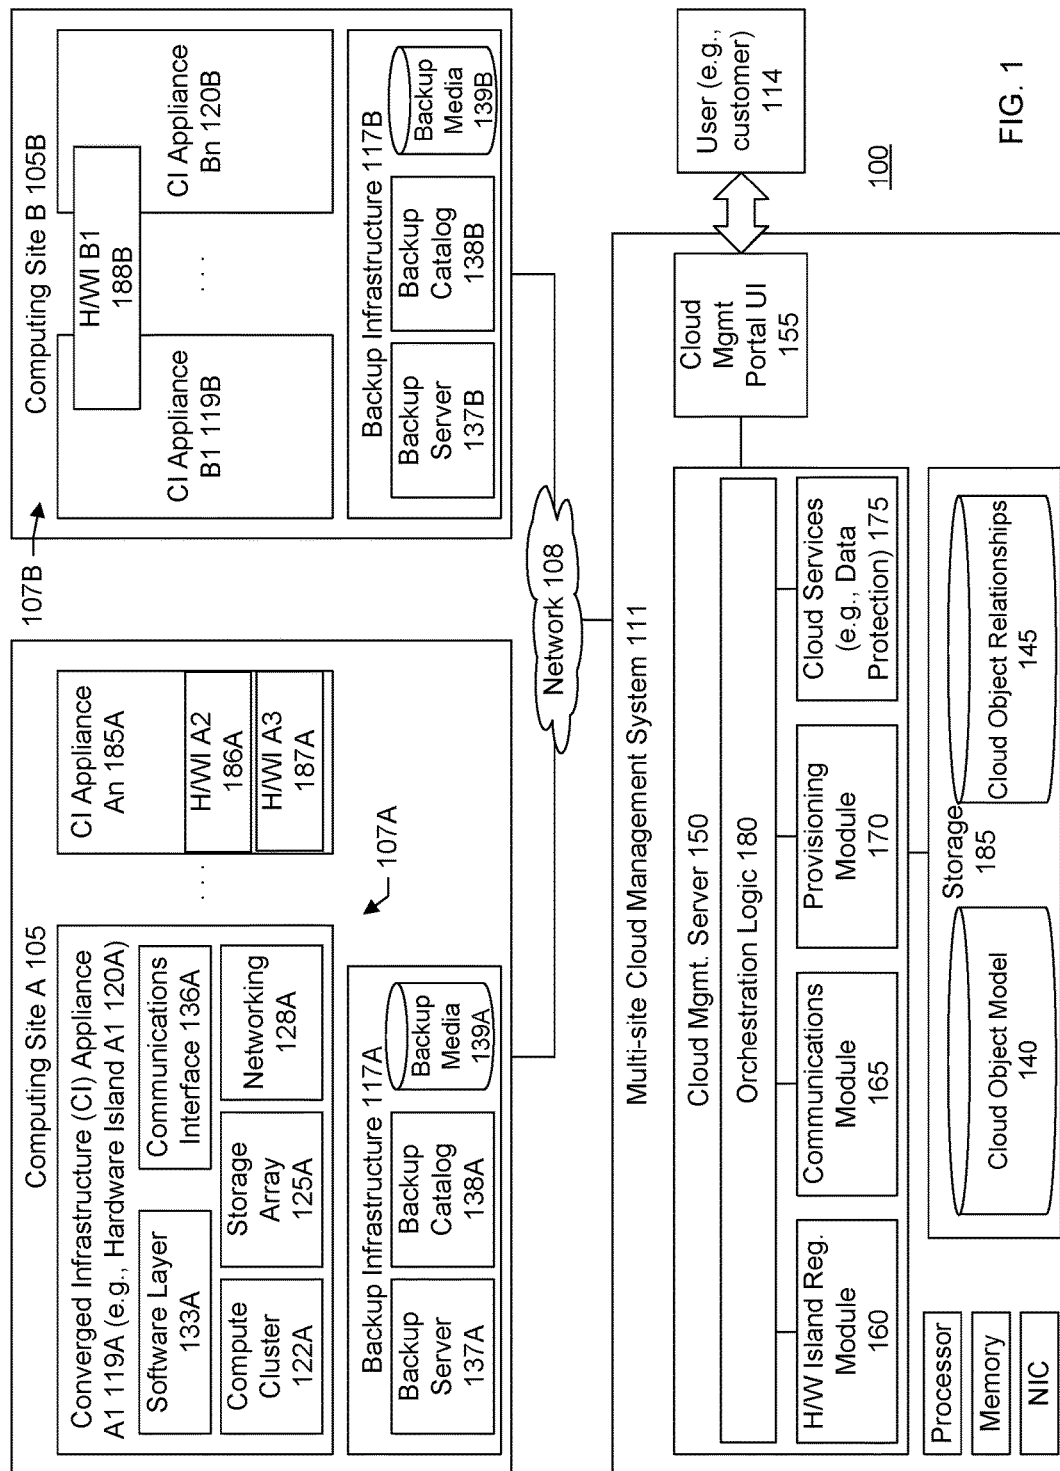 Computing Site A 105
Converged Infrastructure (CI) Appliance
A1 119A (e.g., Hardware Island A1 120A)
Software Layer
133A
Communications
Interface 136A
Compute
Cluster
122A
Storage
Array
125A
Networking
128A
. . . .
CI Appliance
An 185A
H/WI A2
186A
H/WI A3
187A
107A
Backup Infrastructure 117A
Backup
Server
137A
Backup
Catalog
138A
Backup
Media
139A
107B
Computing Site B 105B
CI Appliance
B1 119B
H/WI B1
188B
. . . .
CI Appliance
Bn 120B
Backup Infrastructure 117B
Backup
Server
137B
Backup
Catalog
138B
Backup
Media
139B
Network 108
Multi-site Cloud Management System 111
Cloud Mgmt. Server 150
Orchestration Logic 180
H/W Island Reg.
Module
160
Communications
Module
165
Provisioning
Module
170
Cloud Services
(e.g., Data
Protection) 175
Cloud
Mgmt
Portal UI
155
User (e.g.,
customer)
114
Processor
Memory
NIC
Cloud Object Model
140
Storage
185
Cloud Object Relationships
145
100
FIG. 1